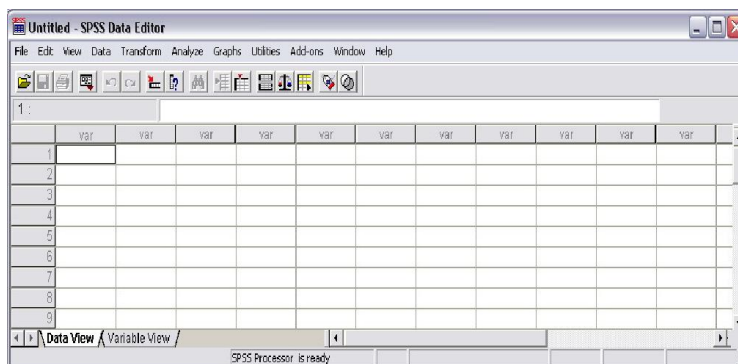 Untitled - SPSS Data Editor
File Edit View Data Transform Analyze Graphs Utilities Add-ons Window Help
1 :
var var var var var var var var var var var
1
2
3
4
5
6
7
8
9
Data View Variable View
SPSS Processor is ready